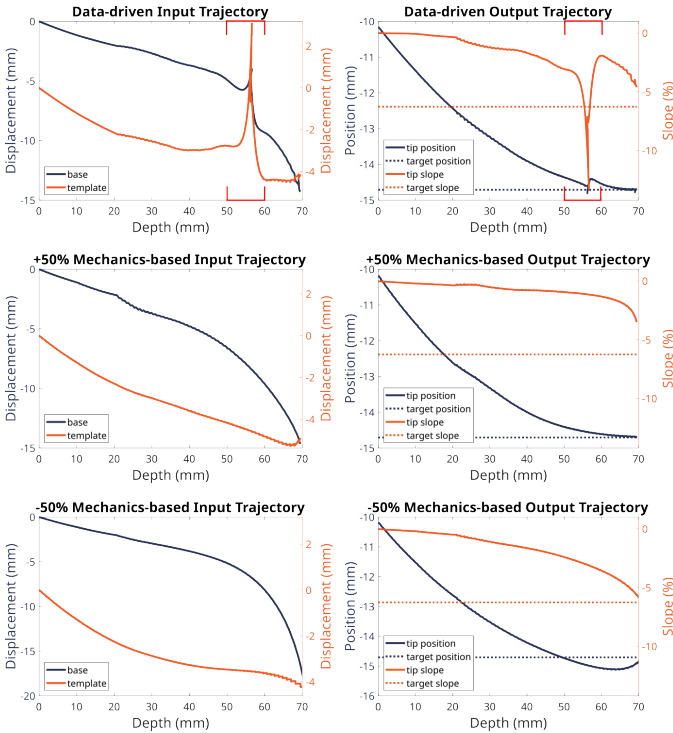 Data-driven Input Trajectory
Displacement (mm)
0
-5
-10
-15
2
0
-2
-4
Displacement (mm)
base
template
0 10 20 30 40 50 60 70
Depth (mm)
Data-driven Output Trajectory
Position (mm)
-10
-11
-12
-13
-14
-15
0
-5
-10
Slope (%)
tip position
target position
tip slope
target slope
0 10 20 30 40 50 60 70
Depth (mm)
+50% Mechanics-based Input Trajectory
Displacement (mm)
0
-5
-10
-15
2
0
-2
-4
Displacement (mm)
base
template
0 10 20 30 40 50 60 70
Depth (mm)
+50% Mechanics-based Output Trajectory
Position (mm)
-10
-11
-12
-13
-14
-15
0
-5
-10
Slope (%)
tip position
target position
tip slope
target slope
0 10 20 30 40 50 60 70
Depth (mm)
-50% Mechanics-based Input Trajectory
Displacement (mm)
0
-5
-10
-15
-20
2
0
-2
-4
Displacement (mm)
base
template
0 10 20 30 40 50 60 70
Depth (mm)
-50% Mechanics-based Output Trajectory
Position (mm)
-10
-11
-12
-13
-14
-15
-16
0
-5
-10
Slope (%)
tip position
target position
tip slope
target slope
0 10 20 30 40 50 60 70
Depth (mm)